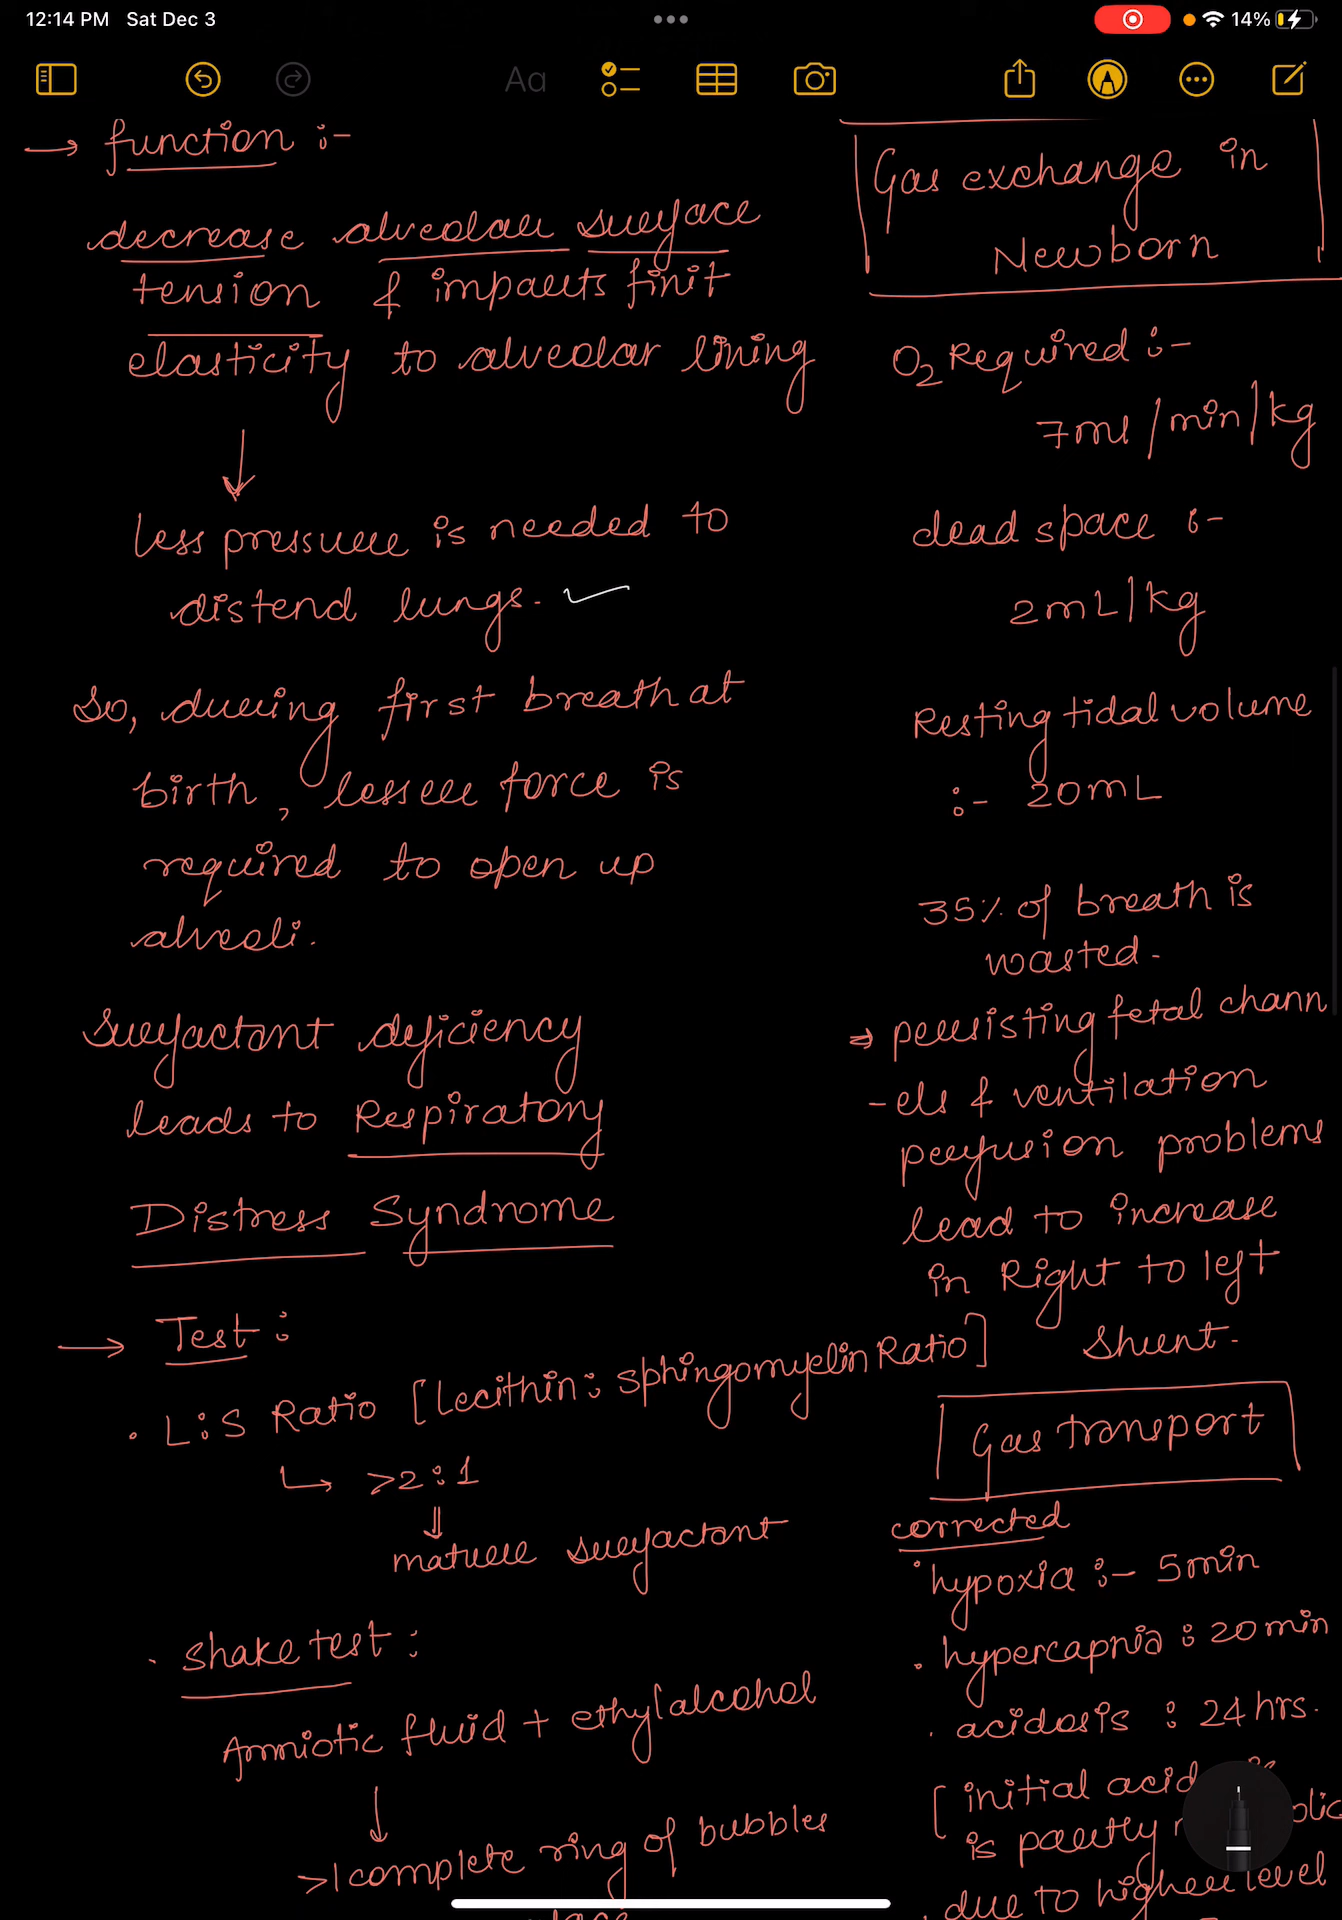 12:14 PM Sat Dec 3
14%
Aa
→ function :-
decrease alveolar surface
tension & imparts finit
elasticity to alveolar lining
↓
less pressure is needed to
distend lungs. ✓
So, during first breath at
birth, lesser force is
required to open up
alveoli.
Surfactant deficiency
leads to Respiratory
Distress Syndrome
→ Test :
· L:S Ratio [Lecithin : sphingomyelin Ratio]
↳ >2:1
⇓
mature surfactant
· shake test :
Amniotic fluid + ethyl alcohol
↓
>1 complete ring of bubbles
Gas exchange in
Newborn
O2 Required :-
7ml/min/kg
dead space :-
2mL/kg
Resting tidal volume
:- 20mL
35% of breath is
wasted.
⇒ persisting fetal chann
-els & ventilation
perfusion problems
lead to increase
in Right to left
Shunt.
Gas transport
corrected
· hypoxia :- 5min
· hypercapnia : 20min
· acidosis : 24 hrs.
[ initial
is partly
· due to higher level